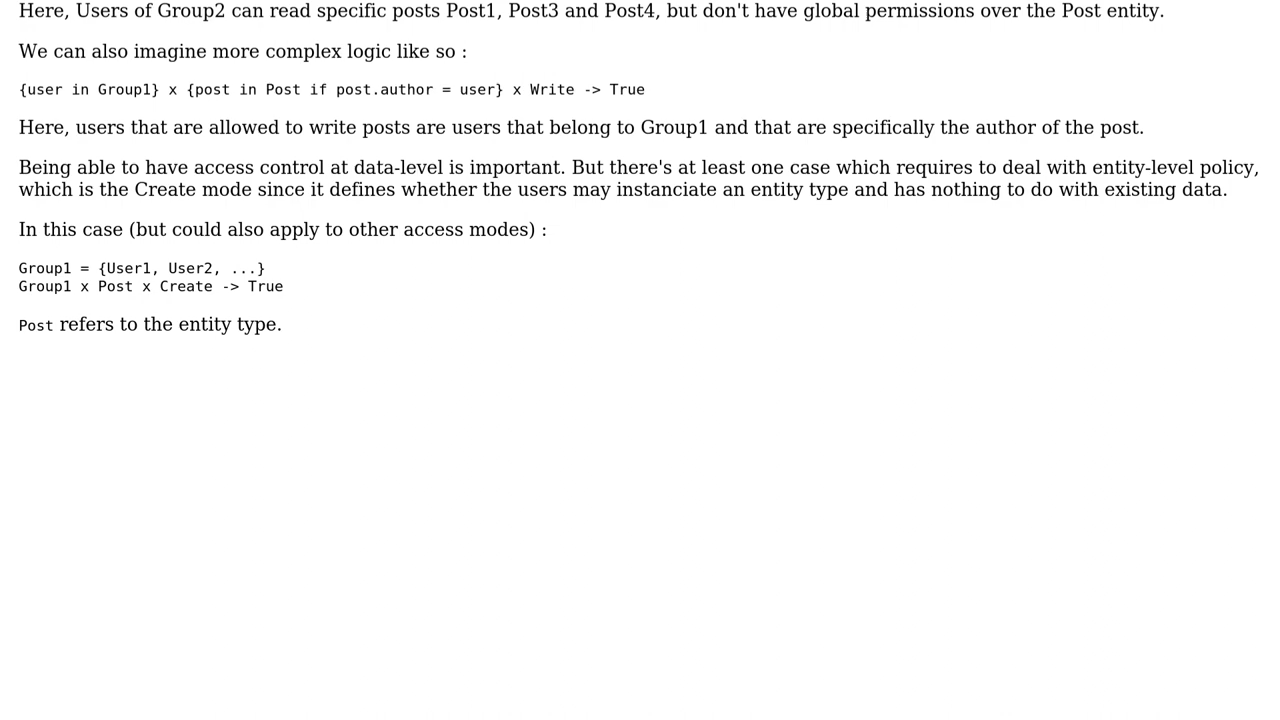 Here, Users of Group2 can read specific posts Post1, Post3 and Post4, but don't have global permissions over the Post entity.
We can also imagine more complex logic like so :
{user in Group1} x {post in Post if post.author = user} x Write -> True
Here, users that are allowed to write posts are users that belong to Group1 and that are specifically the author of the post.
Being able to have access control at data-level is important. But there's at least one case which requires to deal with entity-level policy,
which is the Create mode since it defines whether the users may instanciate an entity type and has nothing to do with existing data.
In this case (but could also apply to other access modes) :
Group1 = {User1, User2, ...}
Group1 x Post x Create -> True
Post refers to the entity type.